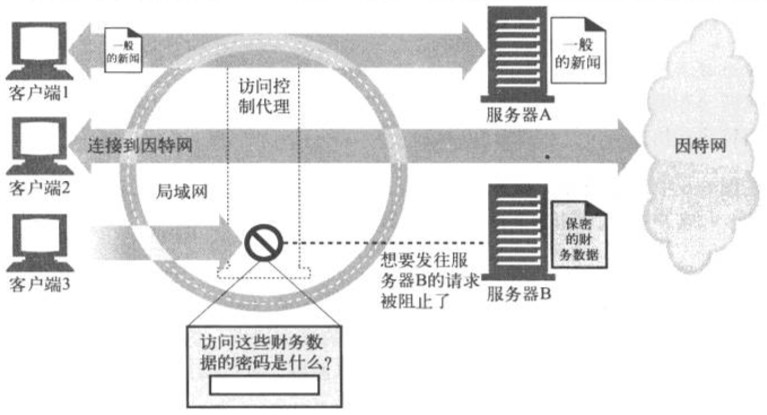 一般
的新闻
一般
的新闻
客户端1
访问控
制代理
服务器A
连接到因特网
因特网
客户端2
局域网
保密
的财
务数据
客户端3
想要发往服
务器B的请求
被阻止了
服务器B
访问这些财务数
据的密码是什么?